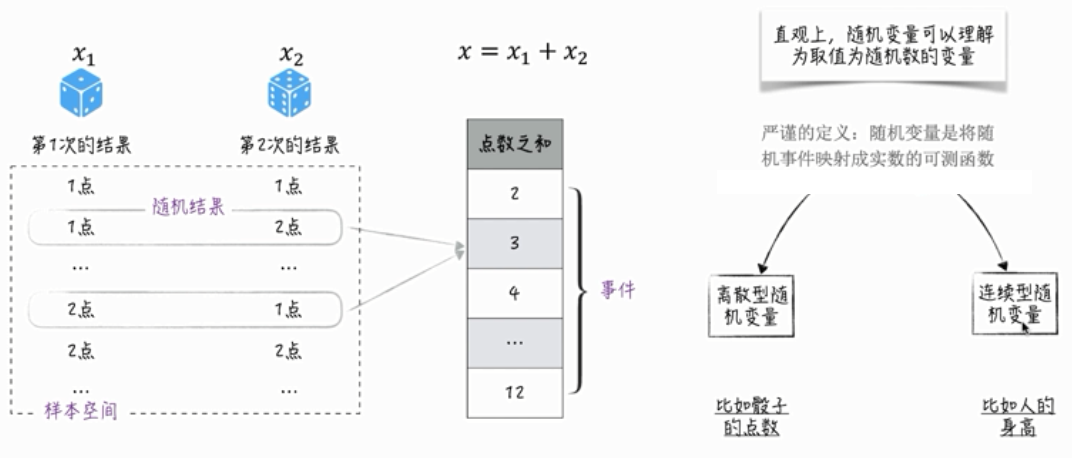 x₁
x₂
第1次的结果
第2次的结果
1点
1点
随机结果
1点
2点
...
...
2点
1点
2点
2点
...
...
样本空间
x = x₁ + x₂
点数之和
2
3
4
...
12
事件
直观上，随机变量可以理解
为取值为随机数的变量
严谨的定义：随机变量是将随
机事件映射成实数的可测函数
离散型随
机变量
连续型随
机变量
比如骰子
的点数
比如人的
身高